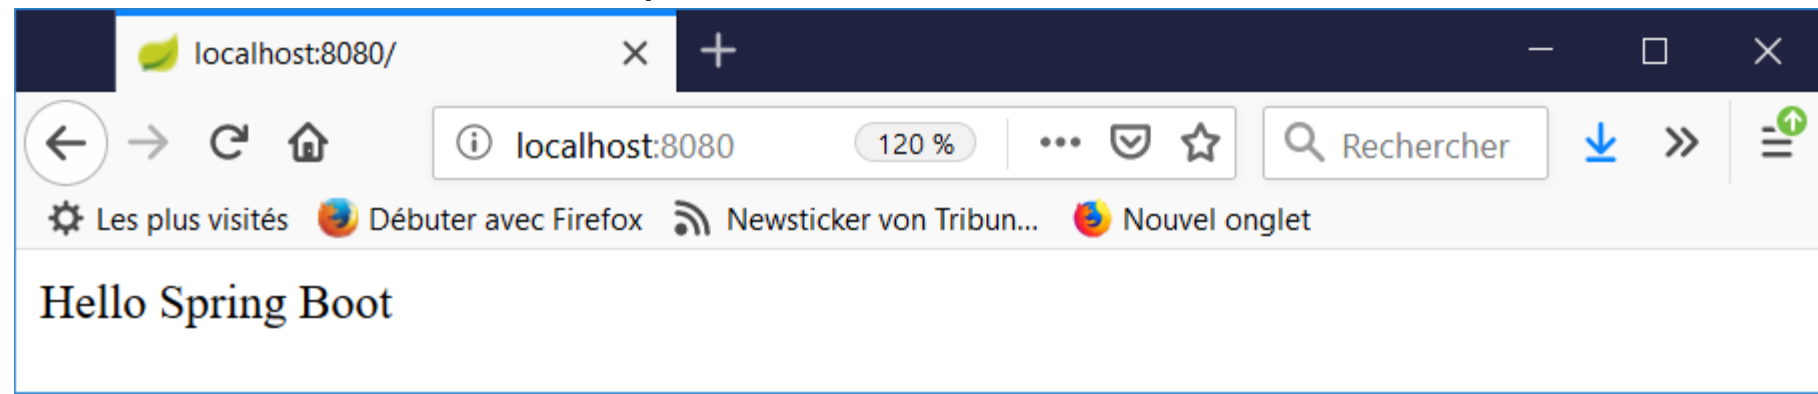 localhost:8080/
localhost:8080 120 % Rechercher
Les plus visités Débuter avec Firefox Newsticker von Tribun... Nouvel onglet
Hello Spring Boot